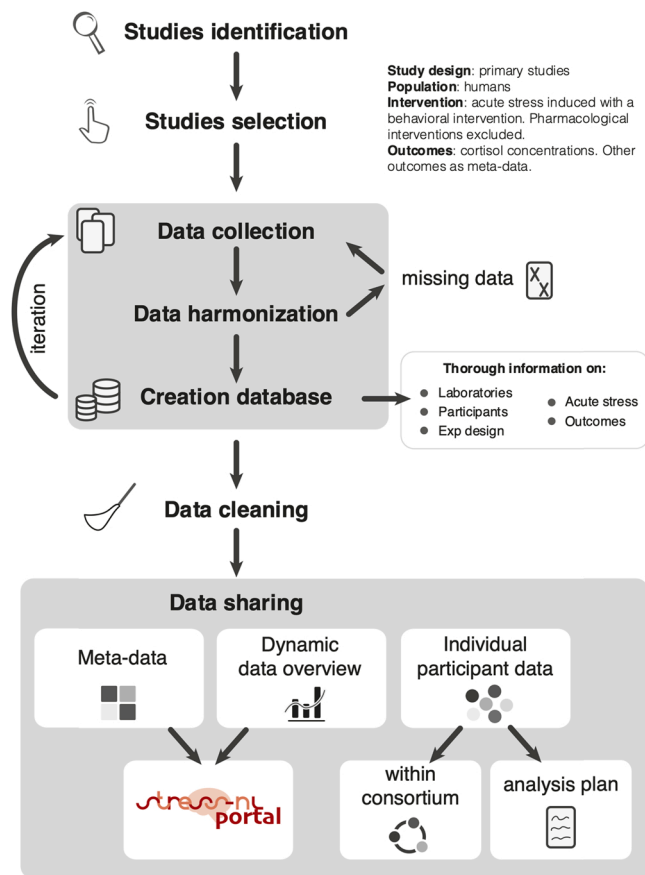 Studies identification
Study design: primary studies
Population: humans
Intervention: acute stress induced with a
behavioral intervention. Pharmacological
interventions excluded.
Outcomes: cortisol concentrations. Other
outcomes as meta-data.
Studies selection
Data collection
missing data
X
X
iteration
Data harmonization
Creation database
Thorough information on:
Laboratories
Participants
Exp design
Acute stress
Outcomes
Data cleaning
Data sharing
Meta-data
Dynamic
data overview
Individual
participant data
stress-nl
portal
within
consortium
analysis plan